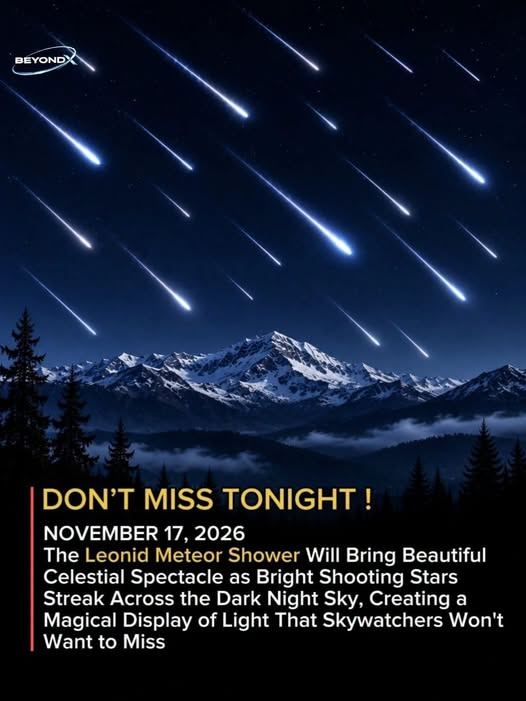 BEYONDX
DON'T MISS TONIGHT !
NOVEMBER 17, 2026
The Leonid Meteor Shower Will Bring Beautiful
Celestial Spectacle as Bright Shooting Stars
Streak Across the Dark Night Sky, Creating a
Magical Display of Light That Skywatchers Won't
Want to Miss